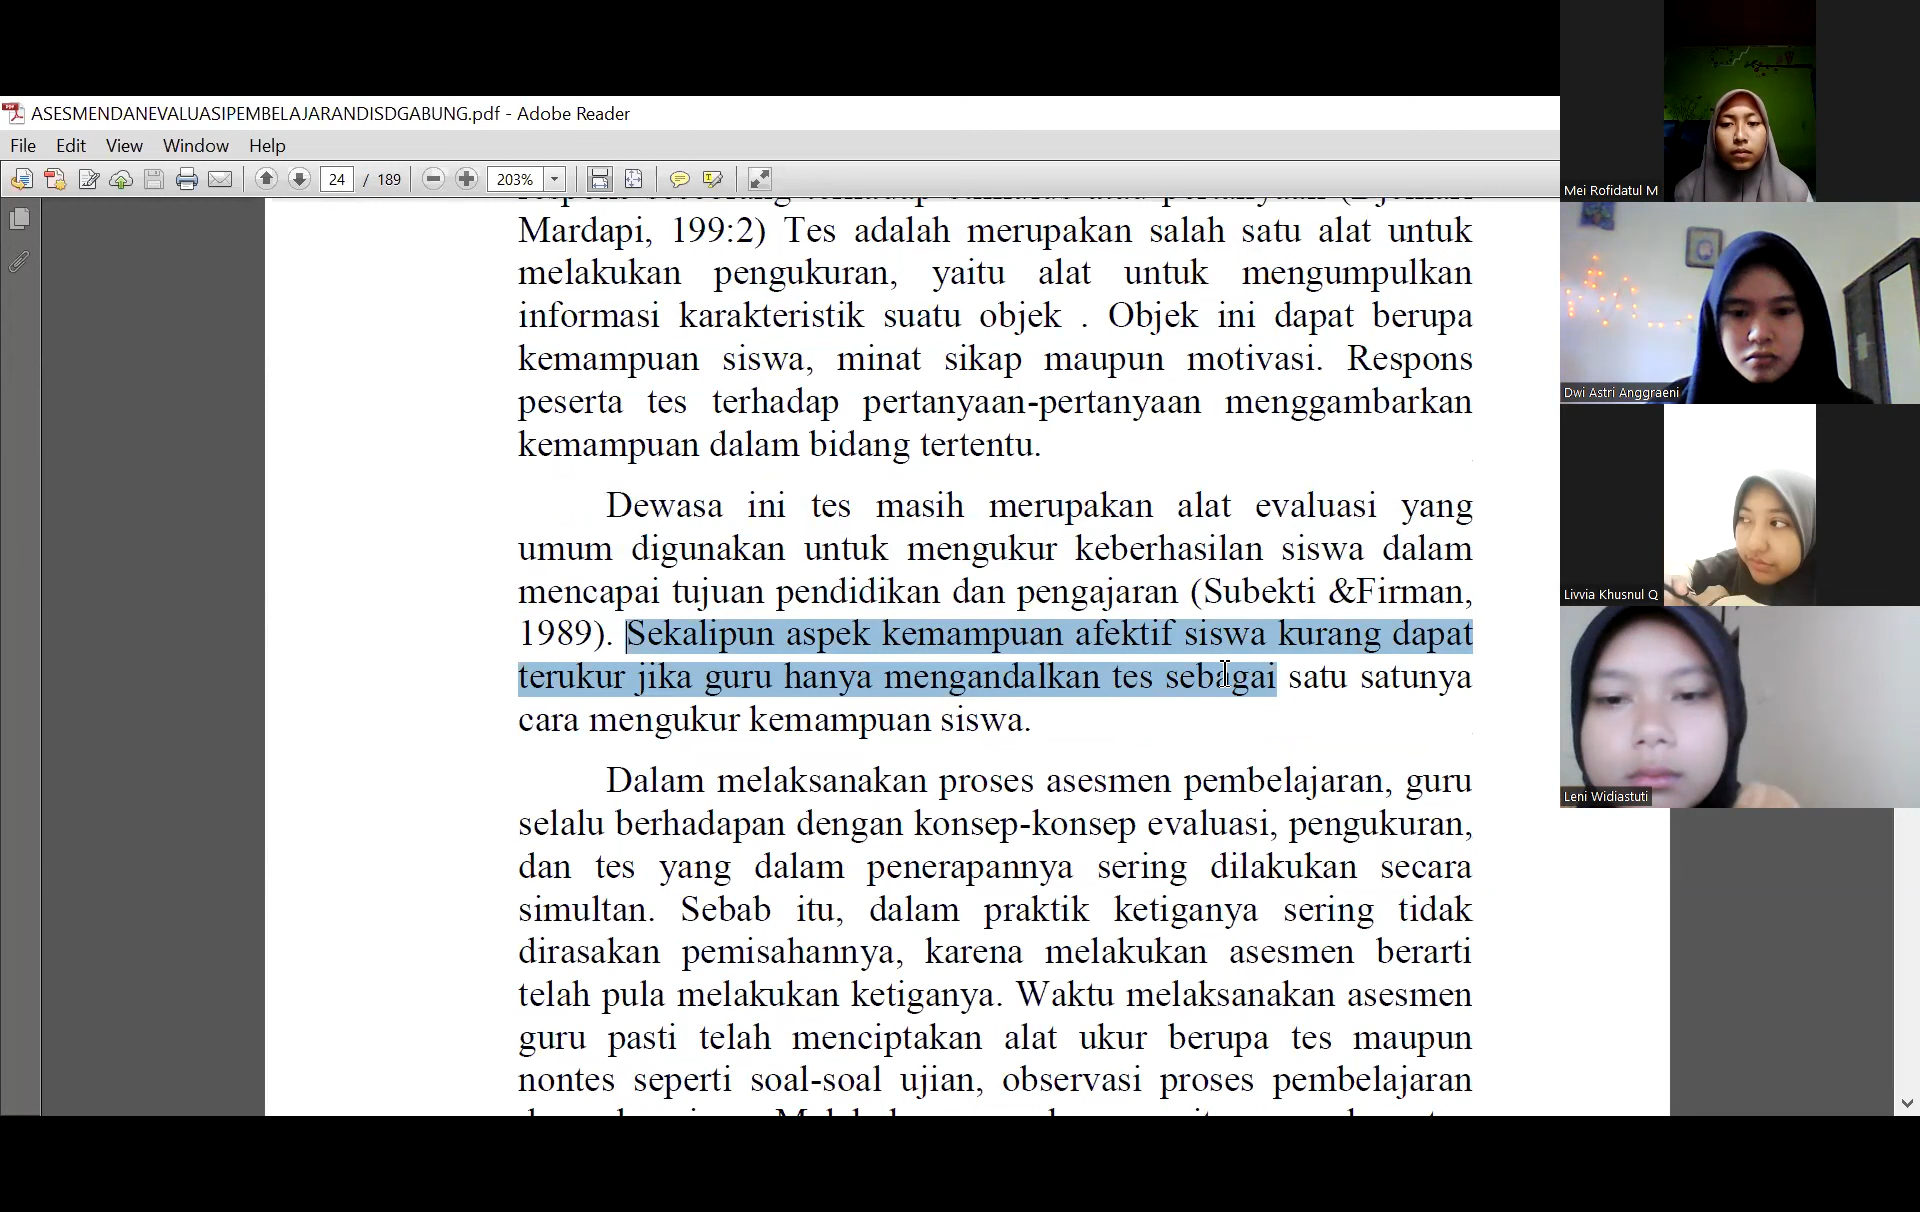 ASESMENDANEVALUASIPEMBELAJARANDISDGABUNG.pdf - Adobe Reader
File Edit View Window Help
24 / 189 203%
Mardapi, 199:2) Tes adalah merupakan salah satu alat untuk
melakukan pengukuran, yaitu alat untuk mengumpulkan
informasi karakteristik suatu objek . Objek ini dapat berupa
kemampuan siswa, minat sikap maupun motivasi. Respons
peserta tes terhadap pertanyaan-pertanyaan menggambarkan
kemampuan dalam bidang tertentu.
Dewasa ini tes masih merupakan alat evaluasi yang
umum digunakan untuk mengukur keberhasilan siswa dalam
mencapai tujuan pendidikan dan pengajaran (Subekti &Firman,
1989). Sekalipun aspek kemampuan afektif siswa kurang dapat
terukur jika guru hanya mengandalkan tes sebagai satu satunya
cara mengukur kemampuan siswa.
Dalam melaksanakan proses asesmen pembelajaran, guru
selalu berhadapan dengan konsep-konsep evaluasi, pengukuran,
dan tes yang dalam penerapannya sering dilakukan secara
simultan. Sebab itu, dalam praktik ketiganya sering tidak
dirasakan pemisahannya, karena melakukan asesmen berarti
telah pula melakukan ketiganya. Waktu melaksanakan asesmen
guru pasti telah menciptakan alat ukur berupa tes maupun
nontes seperti soal-soal ujian, observasi proses pembelajaran
Mei Rofidatul M
Dwi Astri Anggraeni
Livvia Khusnul Q
Leni Widiastuti